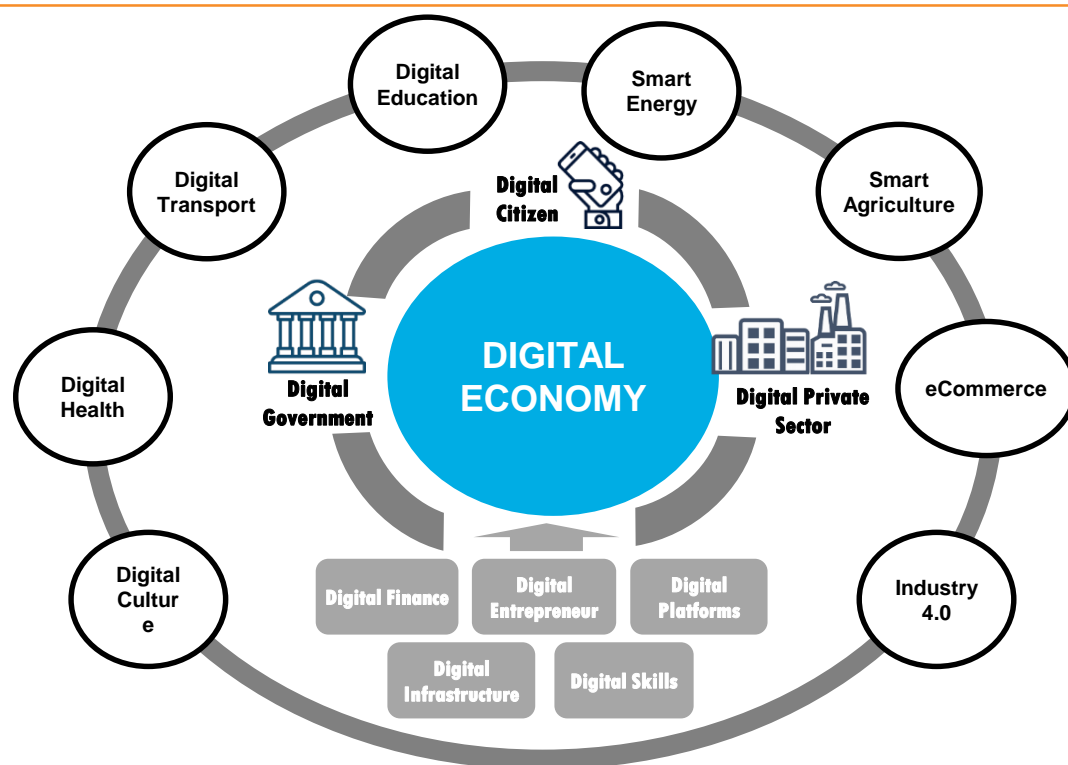 Digital
Education
Smart
Energy
Digital
Transport
Smart
Agriculture
Digital
Citizen
DIGITAL
ECONOMY
Digital
Government
Digital Private
Sector
Digital
Health
eCommerce
Digital
Cultur
e
Industry
4.0
Digital Finance
Digital
Entrepreneur
Digital
Platforms
Digital
Infrastructure
Digital Skills